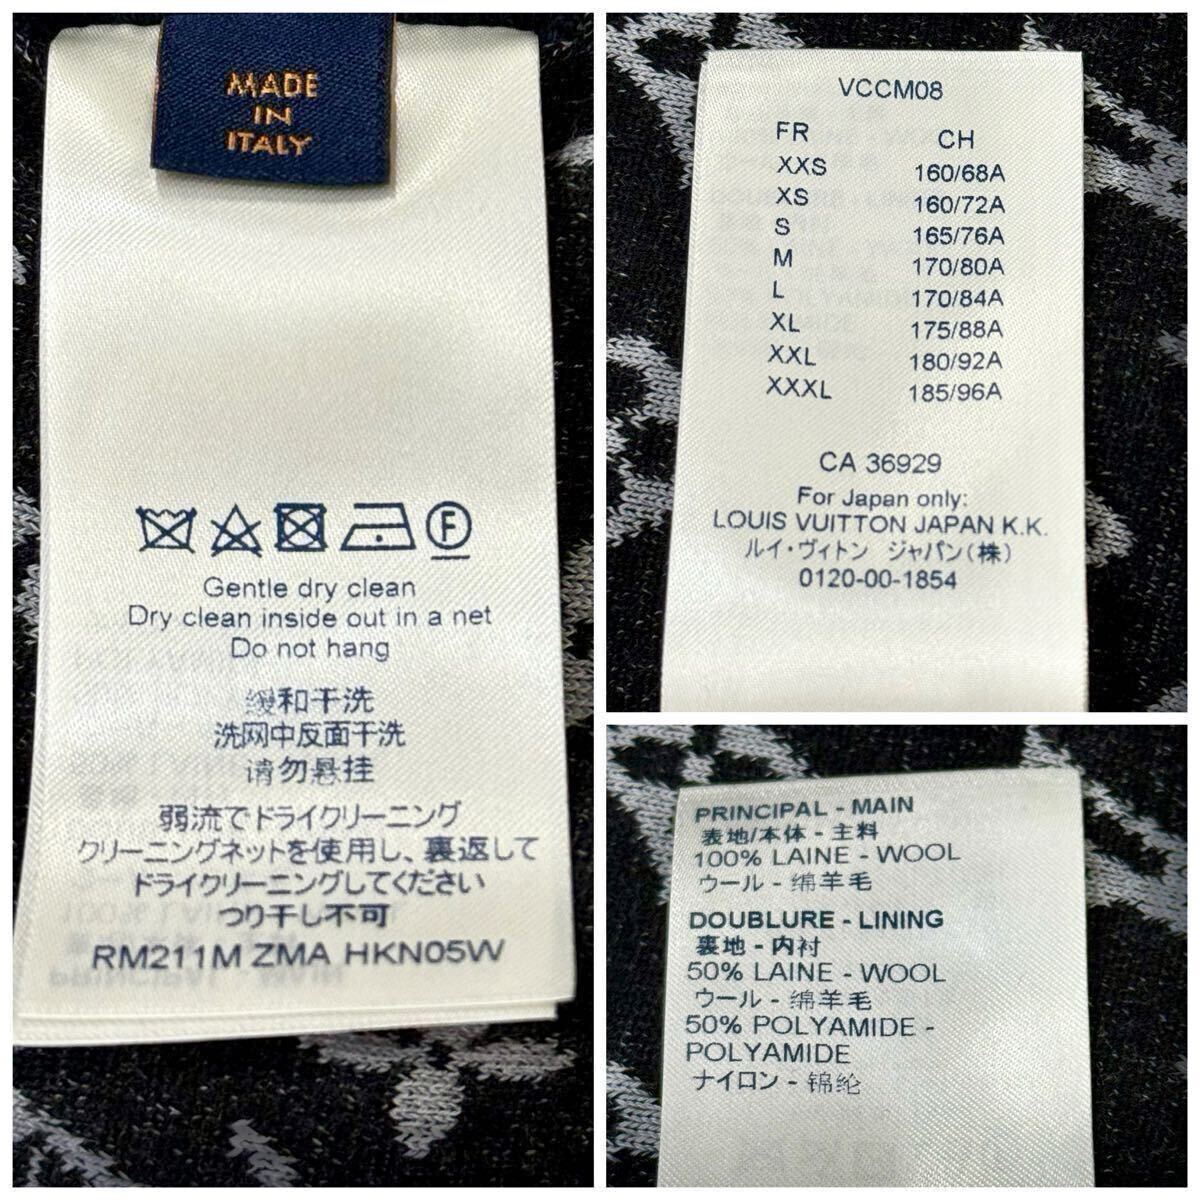 MADE
IN
ITALY
F
Gentle dry clean
Dry clean inside out in a net
Do not hang
缓和干洗
洗网中反面干洗
请勿悬挂
弱流でドライクリーニング
クリーニングネットを使用し、裏返して
ドライクリーニングしてください
つり干し不可
RM211M ZMA HKN05W
VCCM08
FR CH
XXS 160/68A
XS 160/72A
S 165/76A
M 170/80A
L 170/84A
XL 175/88A
XXL 180/92A
XXXL 185/96A
CA 36929
For Japan only:
LOUIS VUITTON JAPAN K.K.
ルイ・ヴィトン ジャパン(株)
0120-00-1854
PRINCIPAL - MAIN
表地/本体 - 主料
100% LAINE - WOOL
ウール - 绵羊毛
DOUBLURE - LINING
裏地 - 内衬
50% LAINE - WOOL
ウール - 绵羊毛
50% POLYAMIDE -
POLYAMIDE
ナイロン - 锦纶